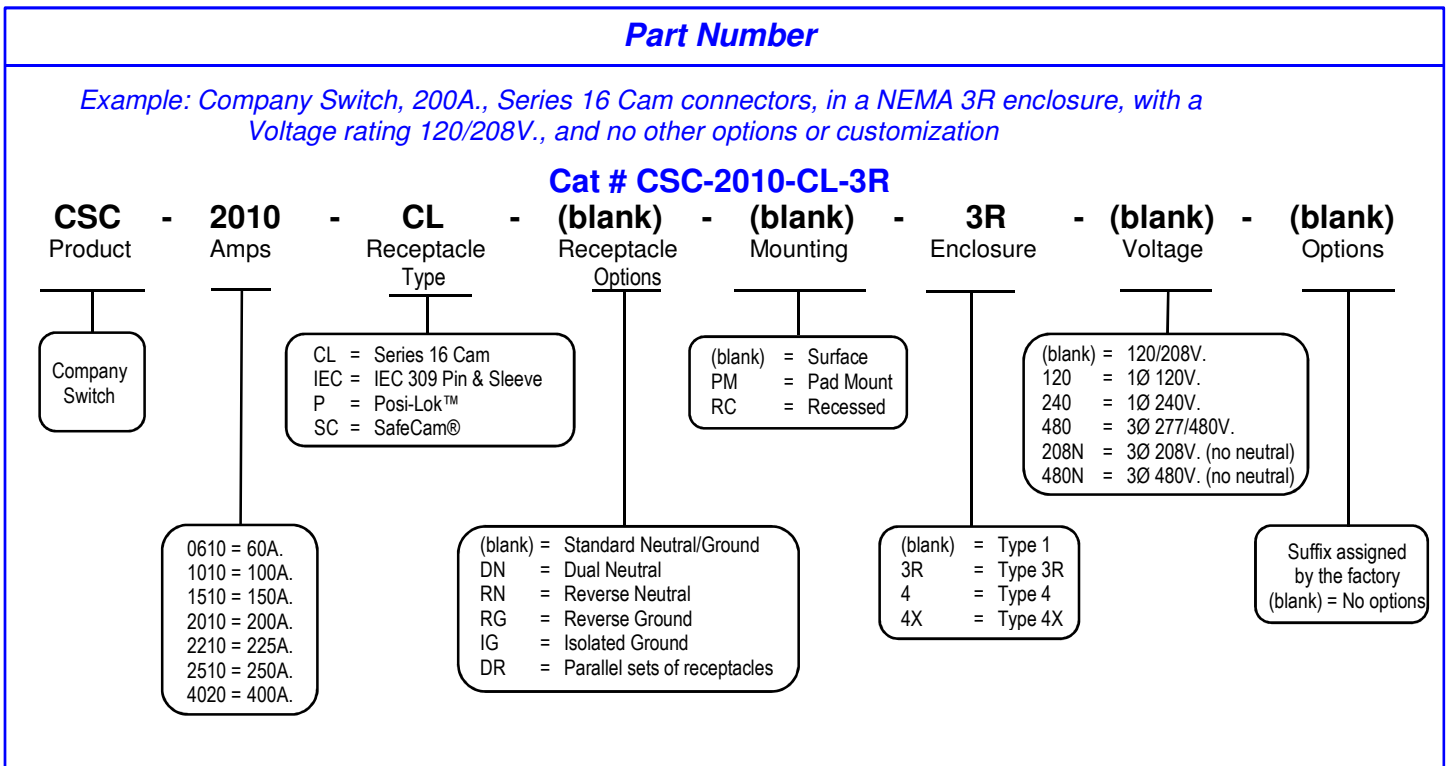 Part Number
Example: Company Switch, 200A., Series 16 Cam connectors, in a NEMA 3R enclosure, with a
Voltage rating 120/208V., and no other options or customization
Cat # CSC-2010-CL-3R
CSC - 2010 - CL - (blank) - (blank) - 3R - (blank) - (blank)
Product Amps Receptacle Receptacle Mounting Enclosure Voltage Options
Type Options
Company
Switch
0610 = 60A.
1010 = 100A.
1510 = 150A.
2010 = 200A.
2210 = 225A.
2510 = 250A.
4020 = 400A.
CL = Series 16 Cam
IEC = IEC 309 Pin & Sleeve
P = Posi-Lok™
SC = SafeCam®
(blank) = Standard Neutral/Ground
DN = Dual Neutral
RN = Reverse Neutral
RG = Reverse Ground
IG = Isolated Ground
DR = Parallel sets of receptacles
(blank) = Surface
PM = Pad Mount
RC = Recessed
(blank) = Type 1
3R = Type 3R
4 = Type 4
4X = Type 4X
(blank) = 120/208V.
120 = 1Ø 120V.
240 = 1Ø 240V.
480 = 3Ø 277/480V.
208N = 3Ø 208V. (no neutral)
480N = 3Ø 480V. (no neutral)
Suffix assigned
by the factory
(blank) = No options